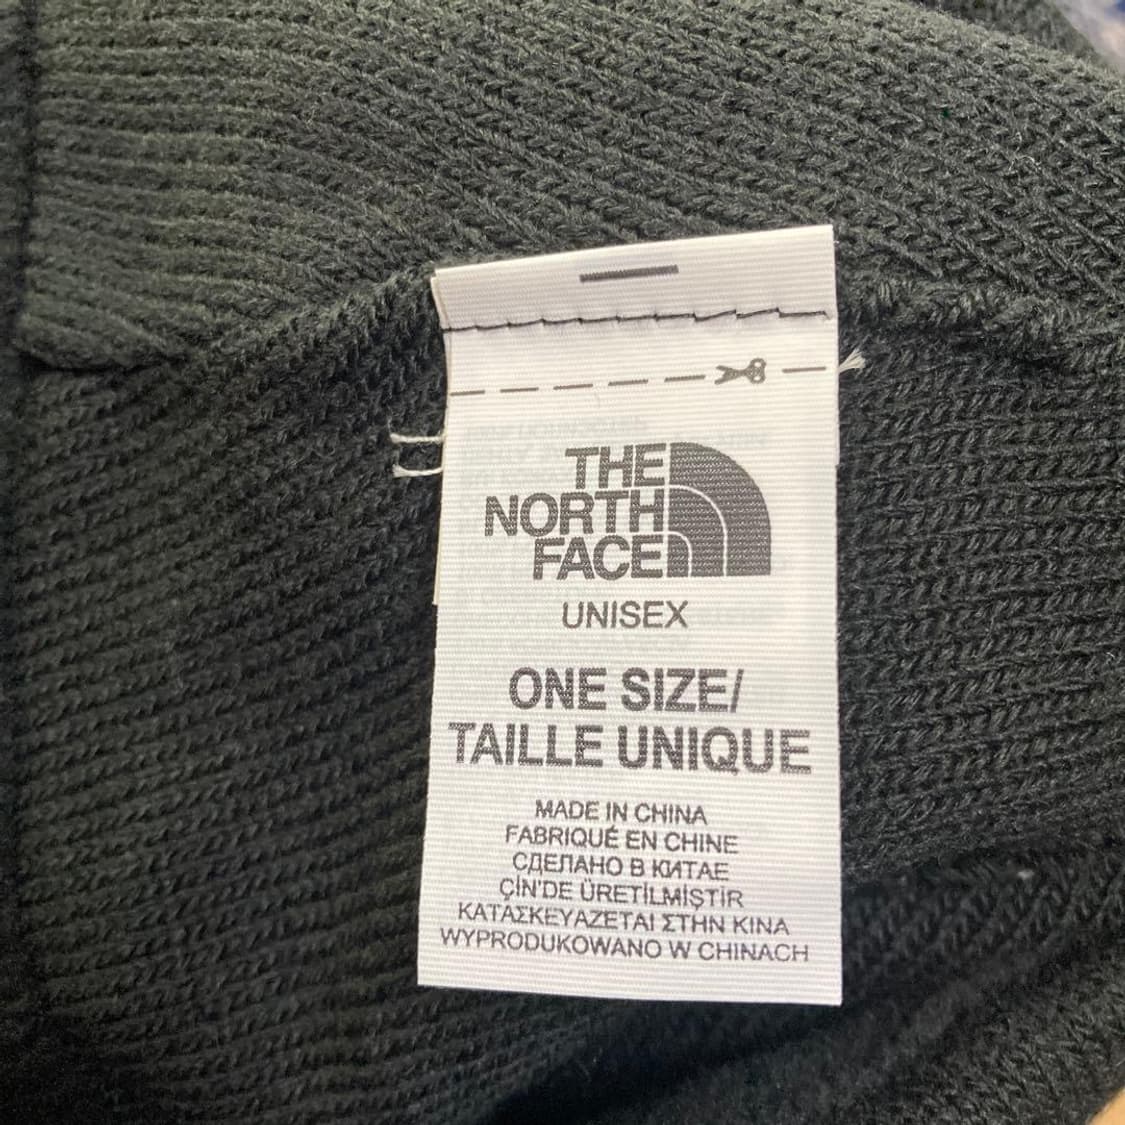 THE
NORTH
FACE
UNISEX
ONE SIZE/
TAILLE UNIQUE
MADE IN CHINA
FABRIQUÉ EN CHINE
СДЕЛАНО В КИТАЕ
ÇİN'DE ÜRETİLMİŞTİR
ΚΑΤΑΣΚΕΥΑΖΕΤΑΙ ΣΤΗΝ ΚΙΝΑ
WYPRODUKOWANO W CHINACH